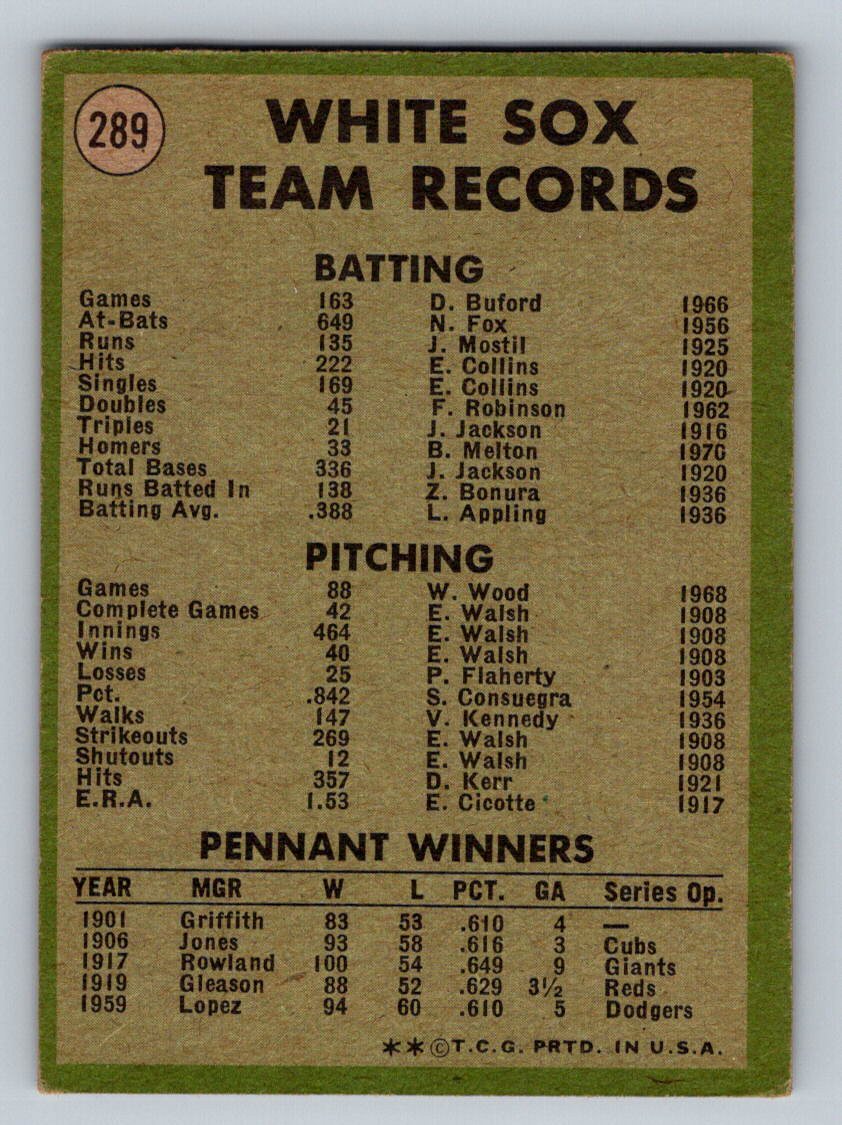 289
WHITE SOX
TEAM RECORDS
BATTING
Games 163 D. Buford 1966
At-Bats 649 N. Fox 1956
Runs 135 J. Mostil 1925
Hits 222 E. Collins 1920
Singles 169 E. Collins 1920
Doubles 45 F. Robinson 1962
Triples 21 J. Jackson 1916
Homers 33 B. Melton 1970
Total Bases 336 J. Jackson 1920
Runs Batted In 138 Z. Bonura 1936
Batting Avg. .388 L. Appling 1936
PITCHING
Games 88 W. Wood 1968
Complete Games 42 E. Walsh 1908
Innings 464 E. Walsh 1908
Wins 40 E. Walsh 1908
Losses 25 P. Flaherty 1903
Pct. .842 S. Consuegra 1954
Walks 147 V. Kennedy 1936
Strikeouts 269 E. Walsh 1908
Shutouts 12 E. Walsh 1908
Hits 357 D. Kerr 1921
E.R.A. 1.53 E. Cicotte 1917
PENNANT WINNERS
YEAR MGR W L PCT. GA Series Op.
1901 Griffith 83 53 .610 4 —
1906 Jones 93 58 .616 3 Cubs
1917 Rowland 100 54 .649 9 Giants
1919 Gleason 88 52 .629 3½ Reds
1959 Lopez 94 60 .610 5 Dodgers
**©T.C.G. PRTD. IN U.S.A.